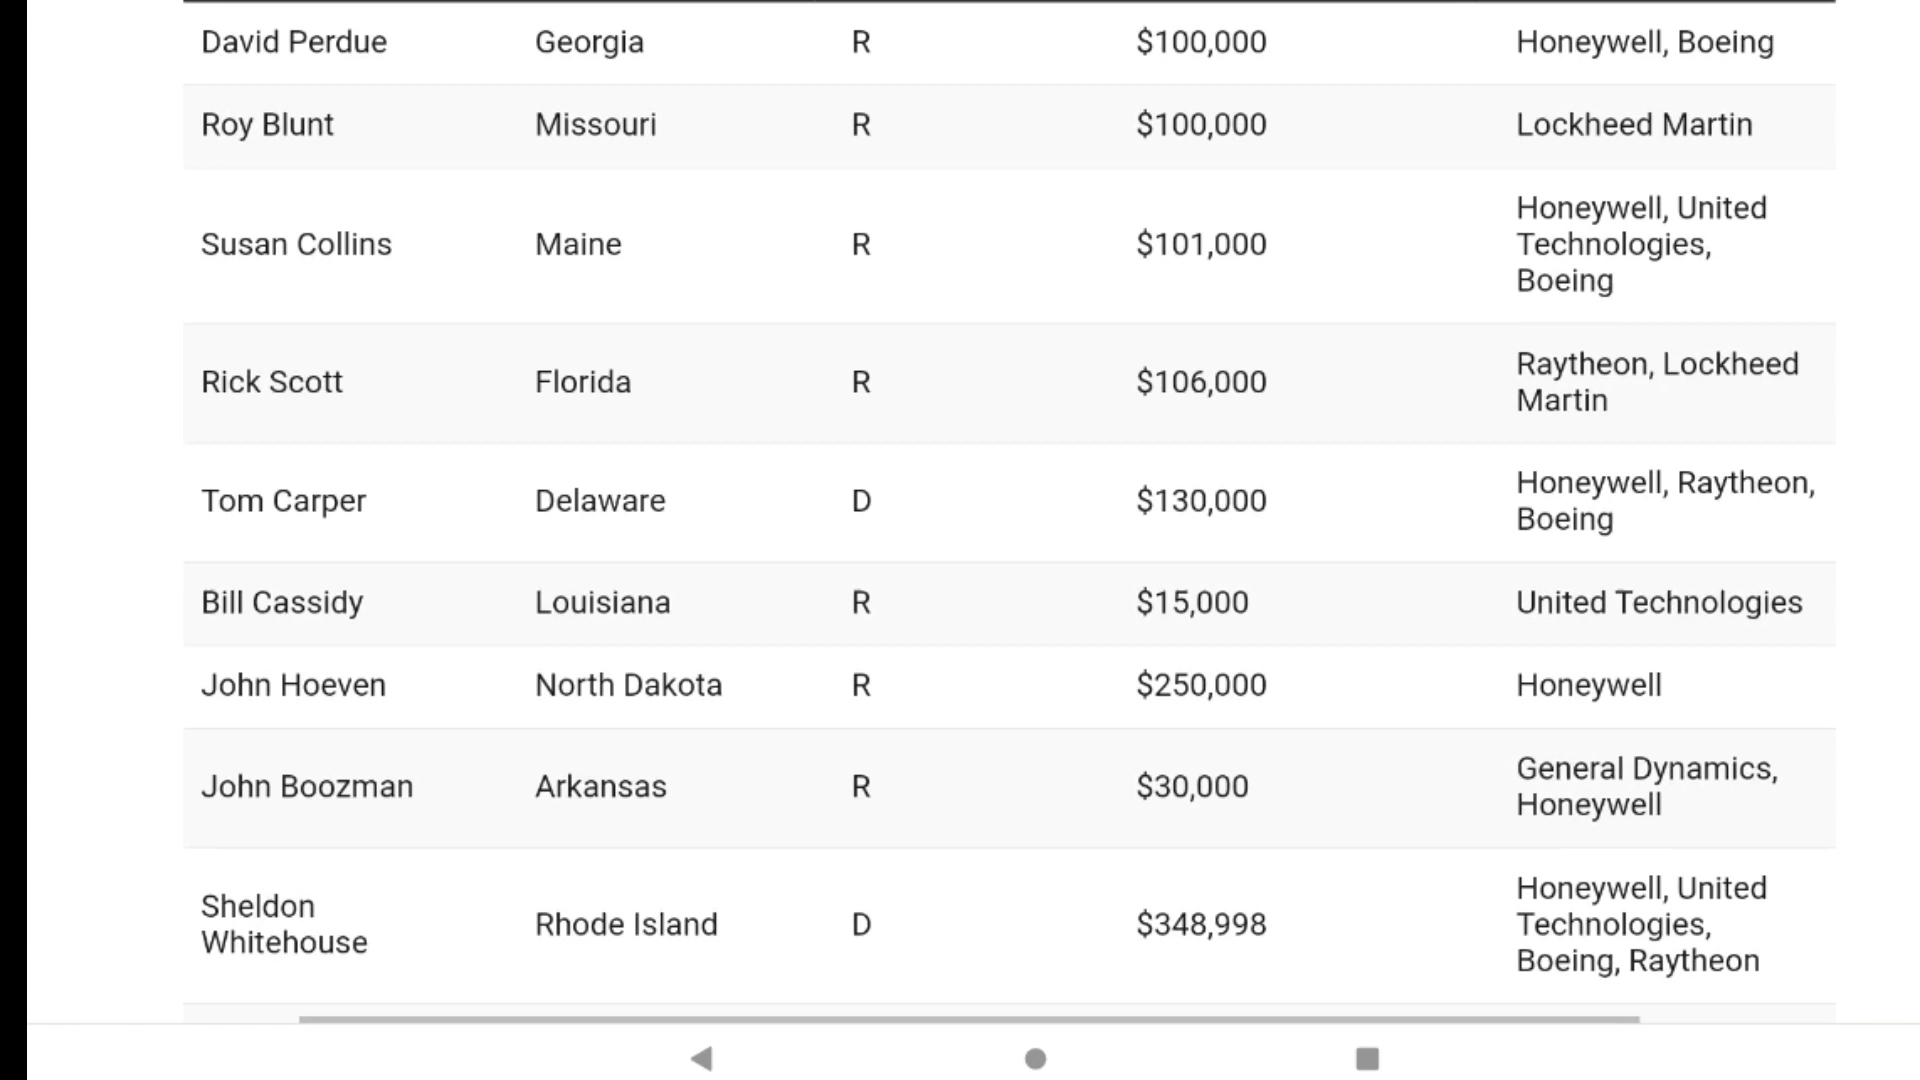 David Perdue Georgia R $100,000 Honeywell, Boeing
Roy Blunt Missouri R $100,000 Lockheed Martin
Susan Collins Maine R $101,000 Honeywell, United
Technologies,
Boeing
Rick Scott Florida R $106,000 Raytheon, Lockheed
Martin
Tom Carper Delaware D $130,000 Honeywell, Raytheon,
Boeing
Bill Cassidy Louisiana R $15,000 United Technologies
John Hoeven North Dakota R $250,000 Honeywell
John Boozman Arkansas R $30,000 General Dynamics,
Honeywell
Sheldon
Whitehouse Rhode Island D $348,998 Honeywell, United
Technologies,
Boeing, Raytheon